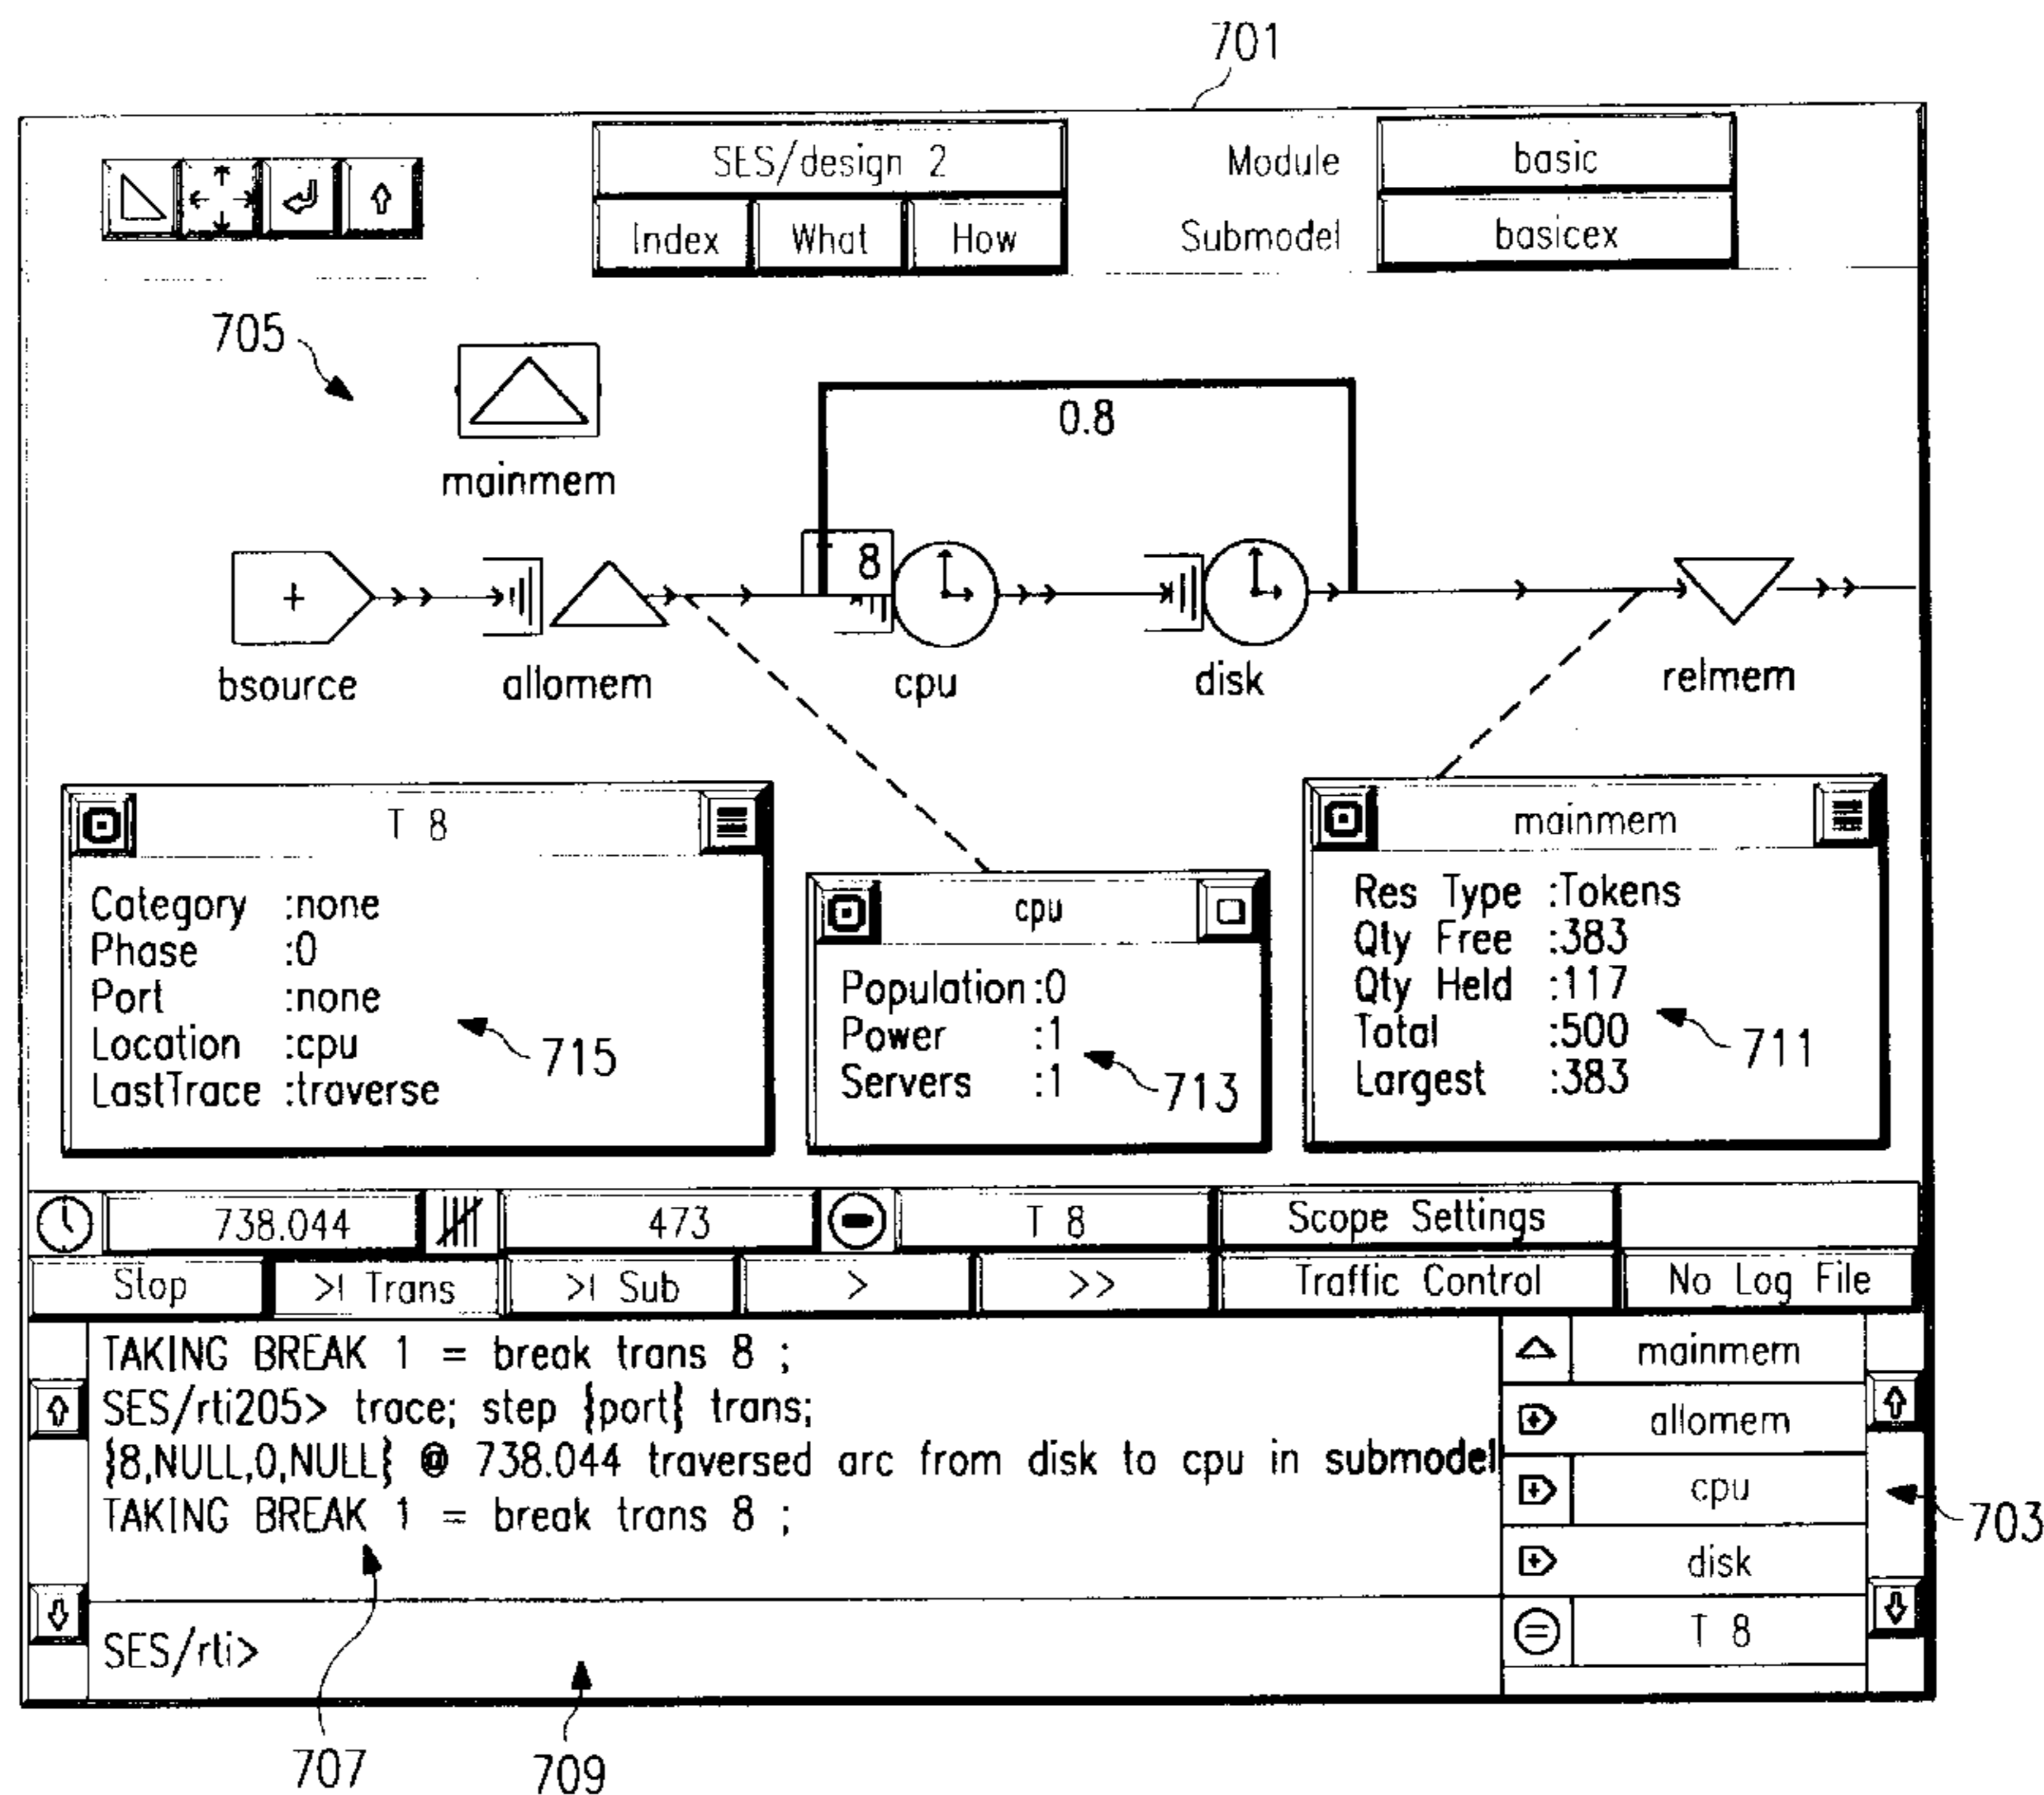 701
SES/design 2
Module basic
Index What How
Submodel basicex
705
mainmem
0.8
8
+
bsource
allomem
cpu
disk
relmem
T 8
Category :none
Phase :0
Port :none
Location :cpu
LastTrace :traverse
715
cpu
Population :0
Power :1
Servers :1
713
mainmem
Res Type :Tokens
Qty Free :383
Qty Held :117
Total :500
Largest :383
711
738.044 473 T 8 Scope Settings
Stop >I Trans >I Sub > >> Traffic Control No Log File
TAKING BREAK 1 = break trans 8 ;
SES/rti205> trace; step {port} trans;
{8,NULL,0,NULL} @ 738.044 traversed arc from disk to cpu in submodel
TAKING BREAK 1 = break trans 8 ;
SES/rti>
mainmem
allomem
cpu
disk
T 8
703
707
709